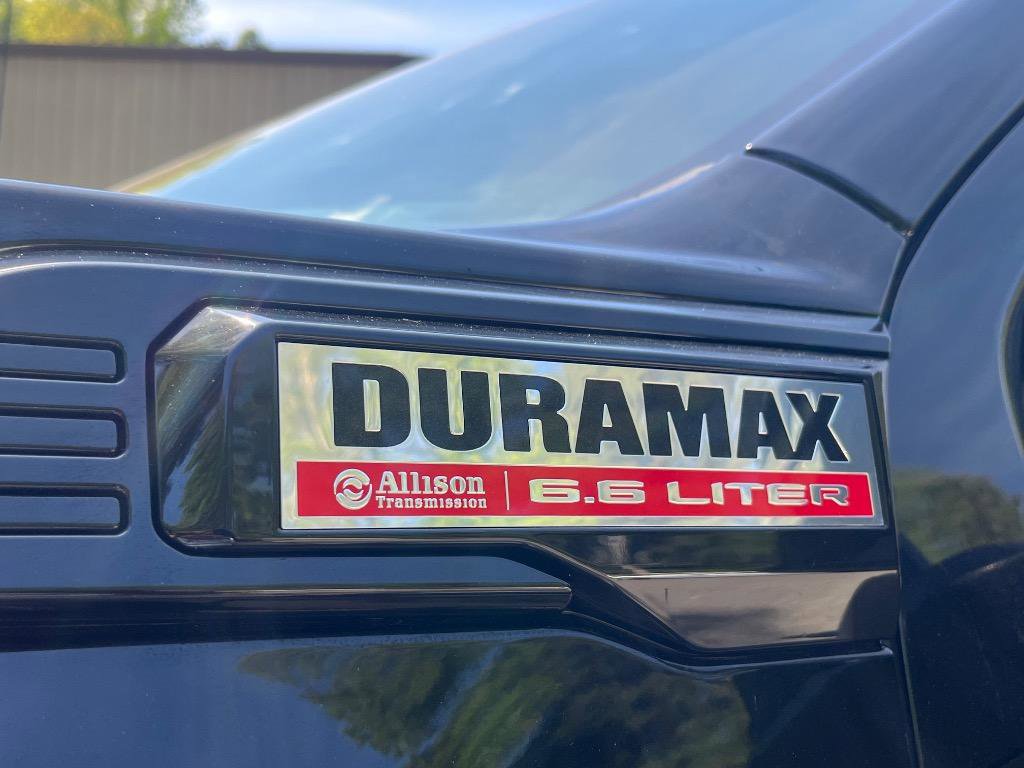 DURAMAX
Allison
Transmission
6.6 LITER